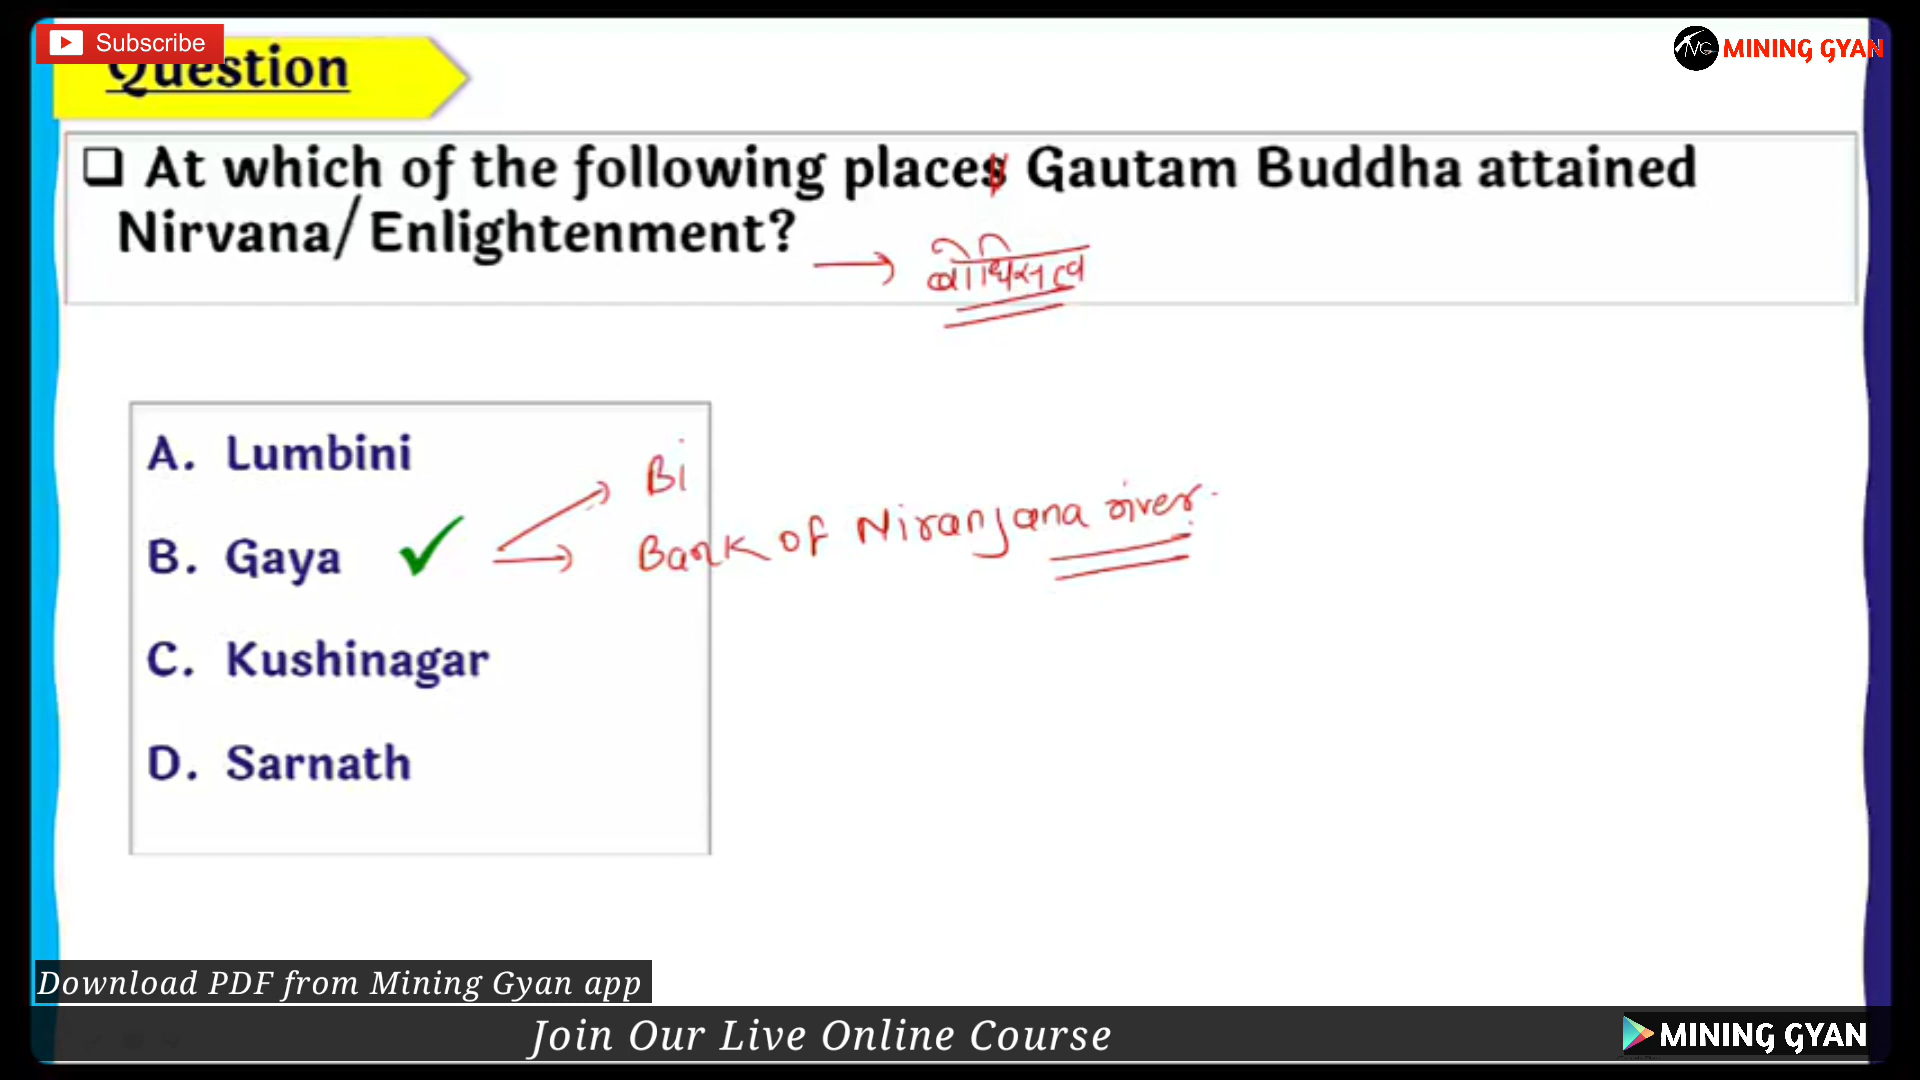 Subscribe
MINING GYAN
Question
❑ At which of the following places Gautam Buddha attained
Nirvana/Enlightenment?
→ बोधिसत्व
A. Lumbini
Bi
B. Gaya ✓
Bank of Niranjana river.
C. Kushinagar
D. Sarnath
Download PDF from Mining Gyan app
Join Our Live Online Course
MINING GYAN